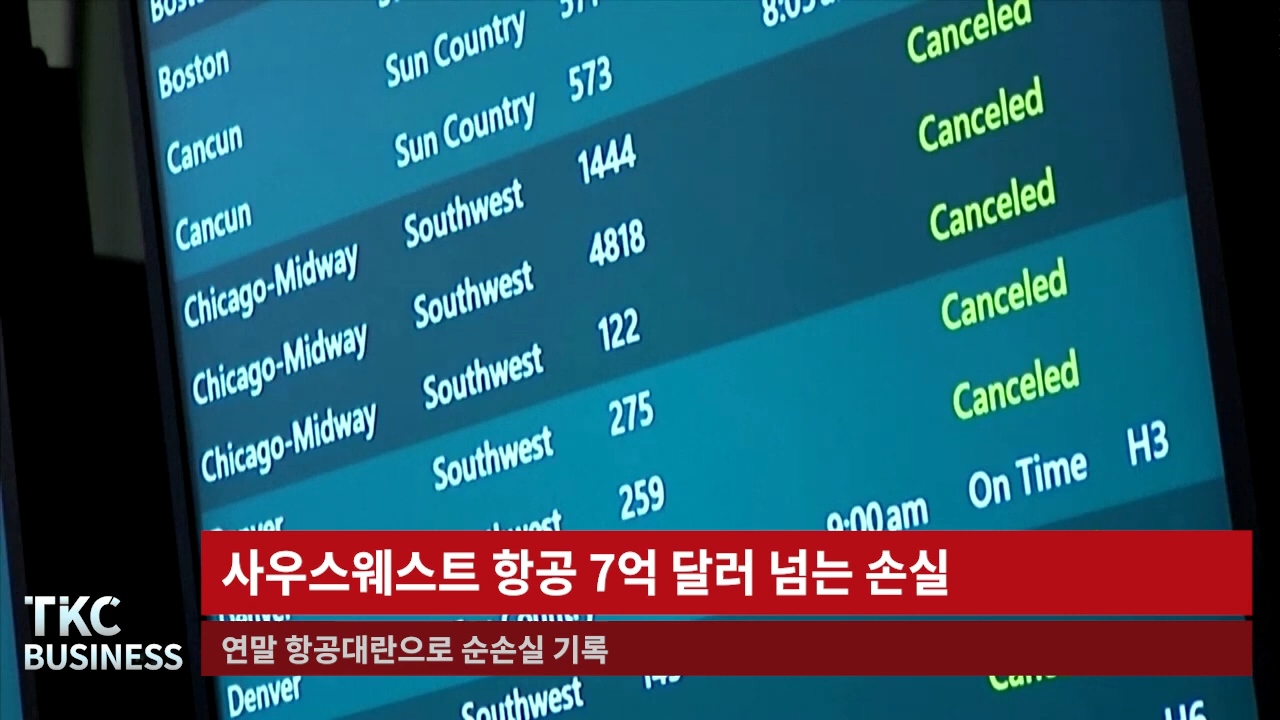 Boston
Cancun Sun Country
Cancun Sun Country 573
Chicago-Midway Southwest 1444 Canceled
Chicago-Midway Southwest 4818 Canceled
Chicago-Midway Southwest 122 Canceled
Denver Southwest 275 Canceled
Southwest 259 Canceled
9:00am On Time H3
Denver Southwest
사우스웨스트 항공 7억 달러 넘는 손실
연말 항공대란으로 순손실 기록
TKC
BUSINESS